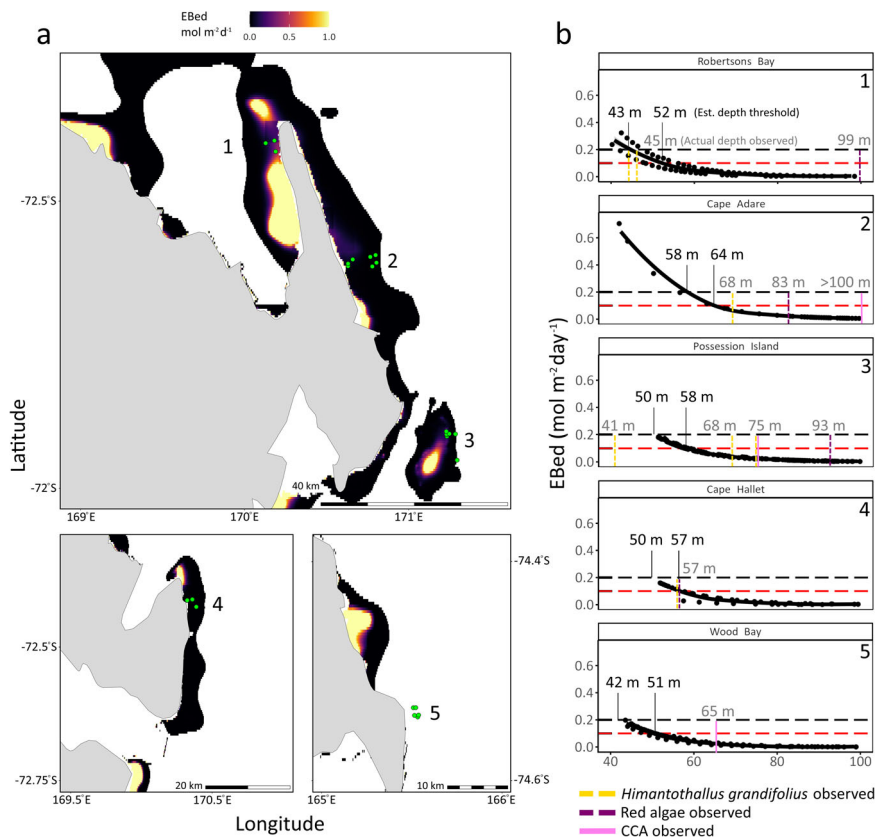 EBed
mol m⁻² d⁻¹
0.0 0.5 1.0
a
1
2
3
-72.5°S
-72°S
40 km
169°E 170°E 171°E
Latitude
4
20 km
-72.5°S
-72.75°S
169.5°E 170.5°E
5
10 km
-74.4°S
-74.6°S
165°E 166°E
Longitude
b
EBed (mol m⁻² day⁻¹)
Robertsons Bay
1
43 m 52 m (Est. depth threshold)
45 m (Actual depth observed) 99 m
0.6
0.4
0.2
0.0
Cape Adare
2
58 m 64 m
68 m 83 m >100 m
0.6
0.4
0.2
0.0
Possession Island
3
50 m 58 m
41 m 68 m 75 m 93 m
0.6
0.4
0.2
0.0
Cape Hallet
4
50 m 57 m
57 m
0.6
0.4
0.2
0.0
Wood Bay
5
42 m 51 m
65 m
0.6
0.4
0.2
0.0
40 60 80 100
Himantothallus grandifolius observed
Red algae observed
CCA observed